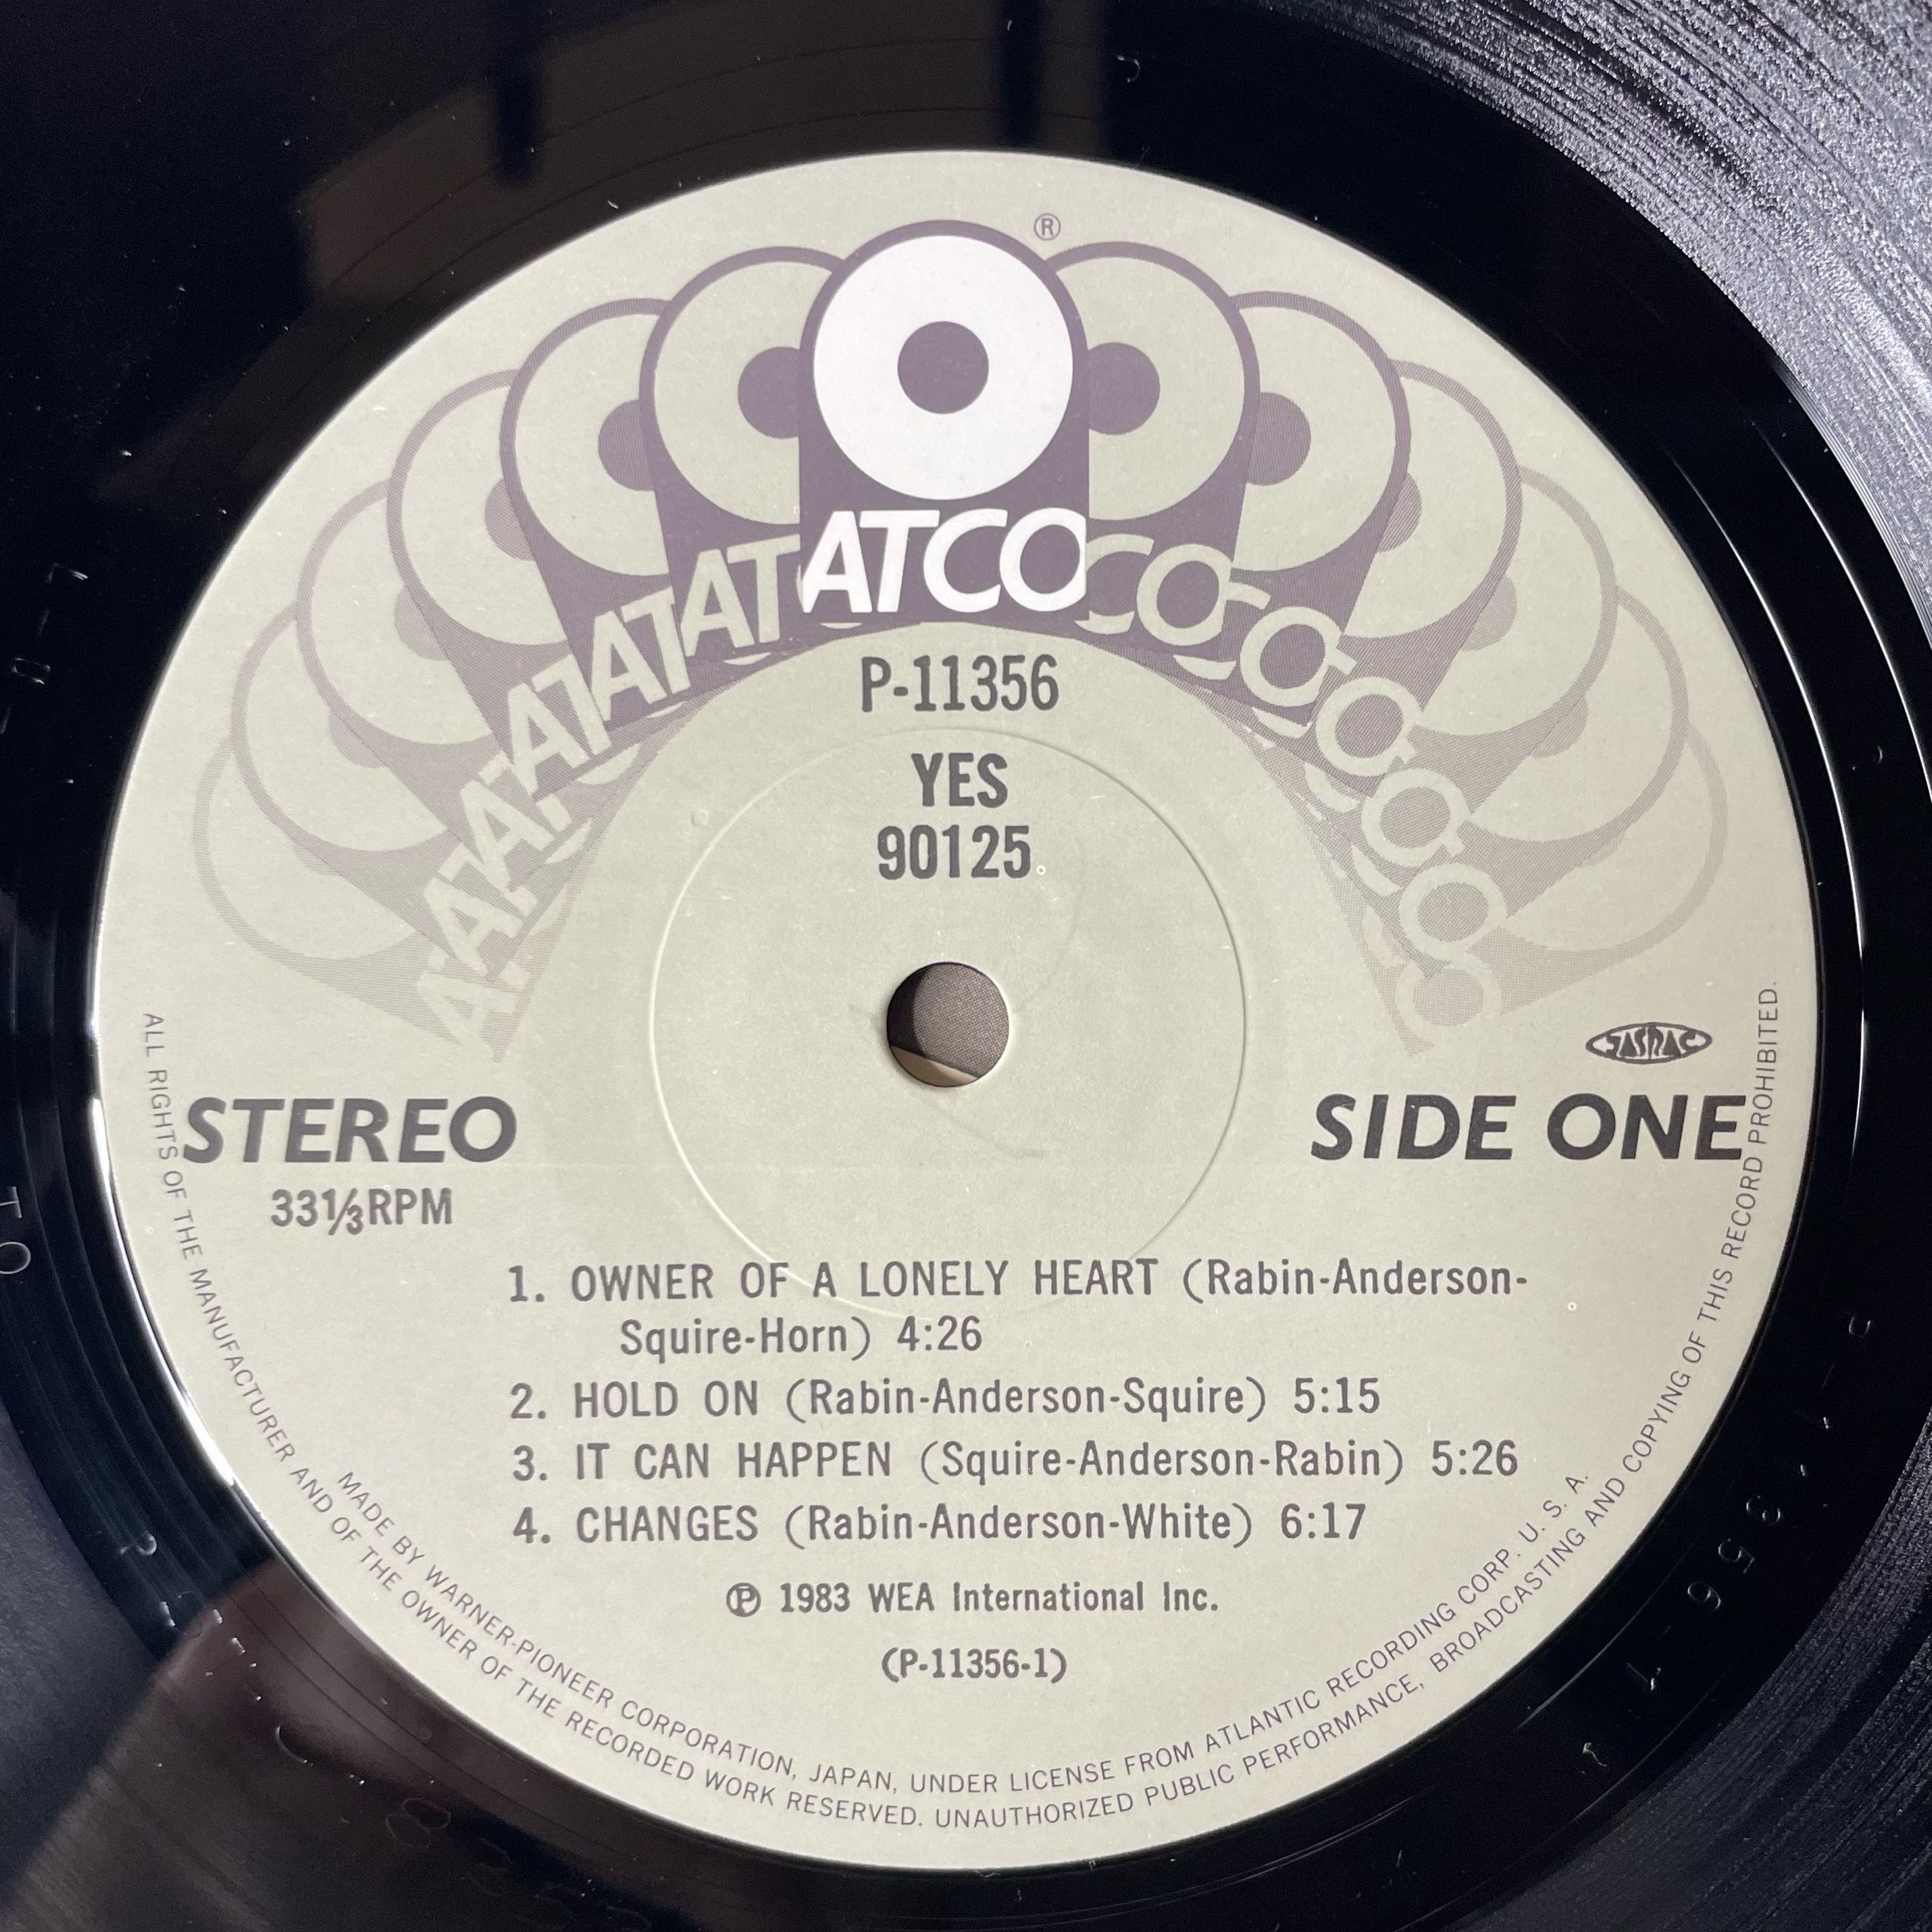 ®
ATCO
P-11356
YES
90125
JASRAC
STEREO
SIDE ONE
33⅓RPM
1. OWNER OF A LONELY HEART (Rabin-Anderson-
Squire-Horn) 4:26
2. HOLD ON (Rabin-Anderson-Squire) 5:15
3. IT CAN HAPPEN (Squire-Anderson-Rabin) 5:26
4. CHANGES (Rabin-Anderson-White) 6:17
Ⓟ 1983 WEA International Inc.
(P-11356-1)
MADE BY WARNER-PIONEER CORPORATION, JAPAN, UNDER LICENSE FROM ATLANTIC RECORDING CORP. U. S. A.
ALL RIGHTS OF THE MANUFACTURER AND OF THE OWNER OF THE RECORDED WORK RESERVED. UNAUTHORIZED PUBLIC PERFORMANCE, BROADCASTING AND COPYING OF THIS RECORD PROHIBITED.
P-11356-1